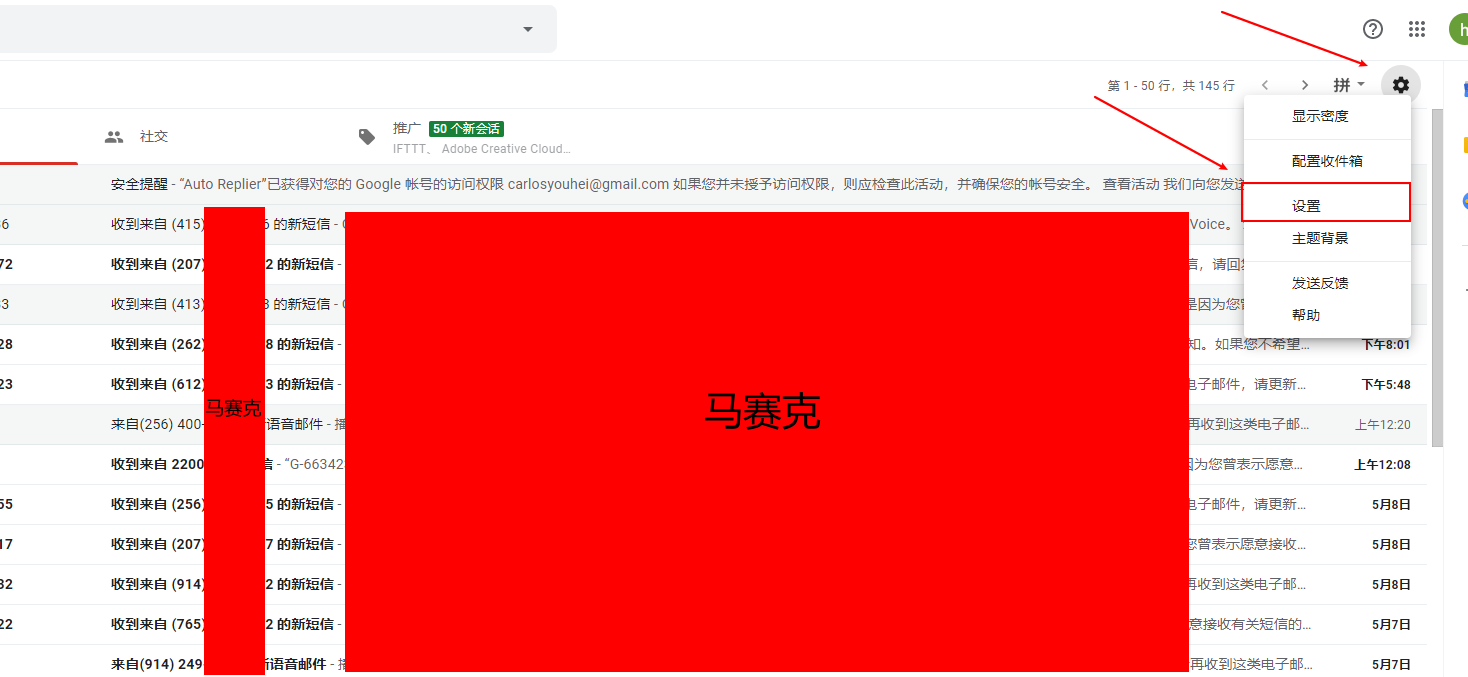 h
第 1 - 50 行，共 145 行
拼
显示密度
配置收件箱
设置
主题背景
发送反馈
帮助
社交
推广 50 个新会话
IFTTT、 Adobe Creative Cloud...
安全提醒 - “Auto Replier”已获得对您的 Google 帐号的访问权限 carlosyouhei@gmail.com 如果您并未授予访问权限，则应检查此活动，并确保您的帐号安全。 查看活动 我们向您发送
36 收到来自 (415) 6 的新短信 - Voice。
72 收到来自 (207) 2 的新短信 - 信，请回复
33 收到来自 (413) 3 的新短信 - 是因为您曾
28 收到来自 (262) 8 的新短信 - 知。如果您不希望... 下午8:01
23 收到来自 (612) 3 的新短信 - 电子邮件，请更新... 下午5:48
马赛克
马赛克
来自(256) 400- 语音邮件 - 播 再收到这类电子邮... 上午12:20
收到来自 2200 信 - “G-66342 因为您曾表示愿意... 上午12:08
55 收到来自 (256) 5 的新短信 - 电子邮件，请更新... 5月8日
17 收到来自 (207) 7 的新短信 - 您曾表示愿意接收... 5月8日
32 收到来自 (914) 2 的新短信 - 再收到这类电子邮... 5月8日
22 收到来自 (765) 2 的新短信 - 意接收有关短信的... 5月7日
来自(914) 249- 新语音邮件 - 播 再收到这类电子邮... 5月7日